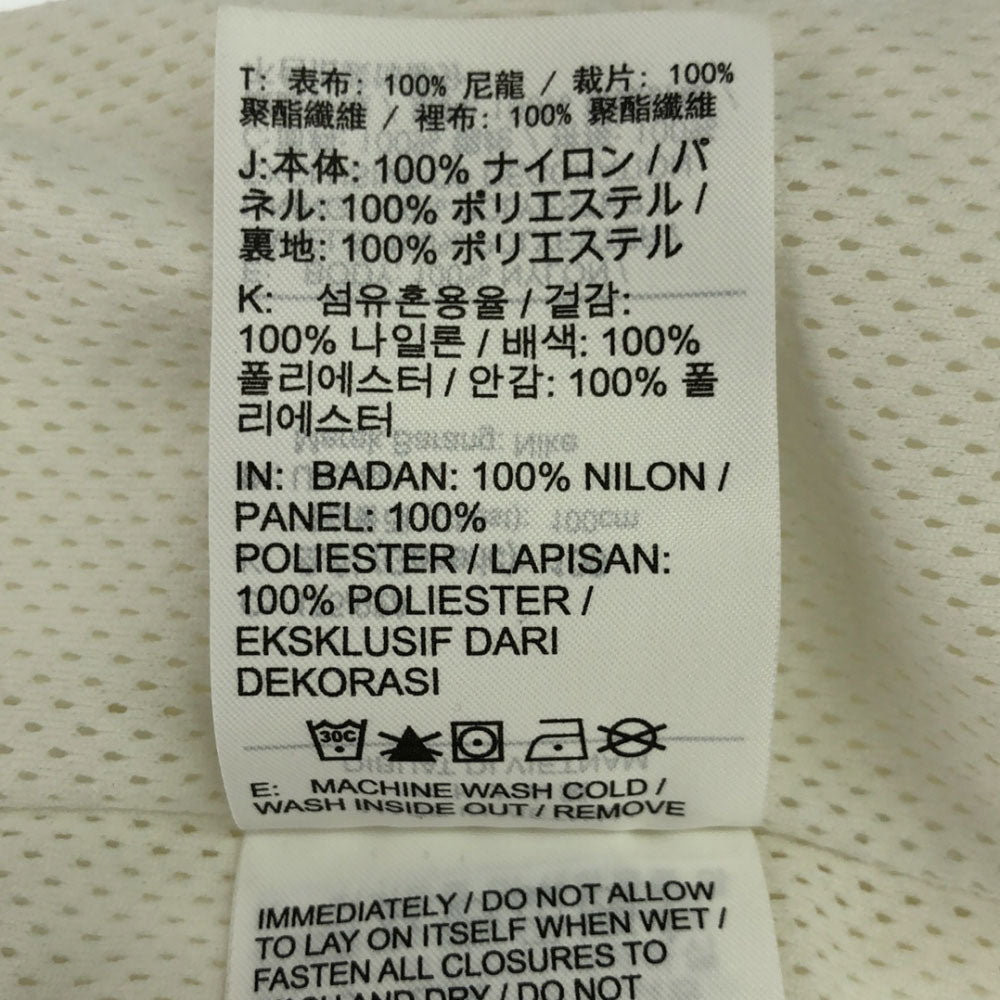 T: 表布: 100% 尼龍 / 裁片: 100%
聚酯纖維 / 裡布: 100% 聚酯纖維
J:本体: 100% ナイロン / パ
ネル: 100% ポリエステル /
裏地: 100% ポリエステル
K: 섬유혼용율 / 겉감:
100% 나일론 / 배색: 100%
폴리에스터 / 안감: 100% 폴
리에스터
IN: BADAN: 100% NILON /
PANEL: 100%
POLIESTER / LAPISAN:
100% POLIESTER /
EKSKLUSIF DARI
DEKORASI
30C
E: MACHINE WASH COLD /
WASH INSIDE OUT / REMOVE
IMMEDIATELY / DO NOT ALLOW
TO LAY ON ITSELF WHEN WET /
FASTEN ALL CLOSURES TO
WASH AND DRY / DO NOT